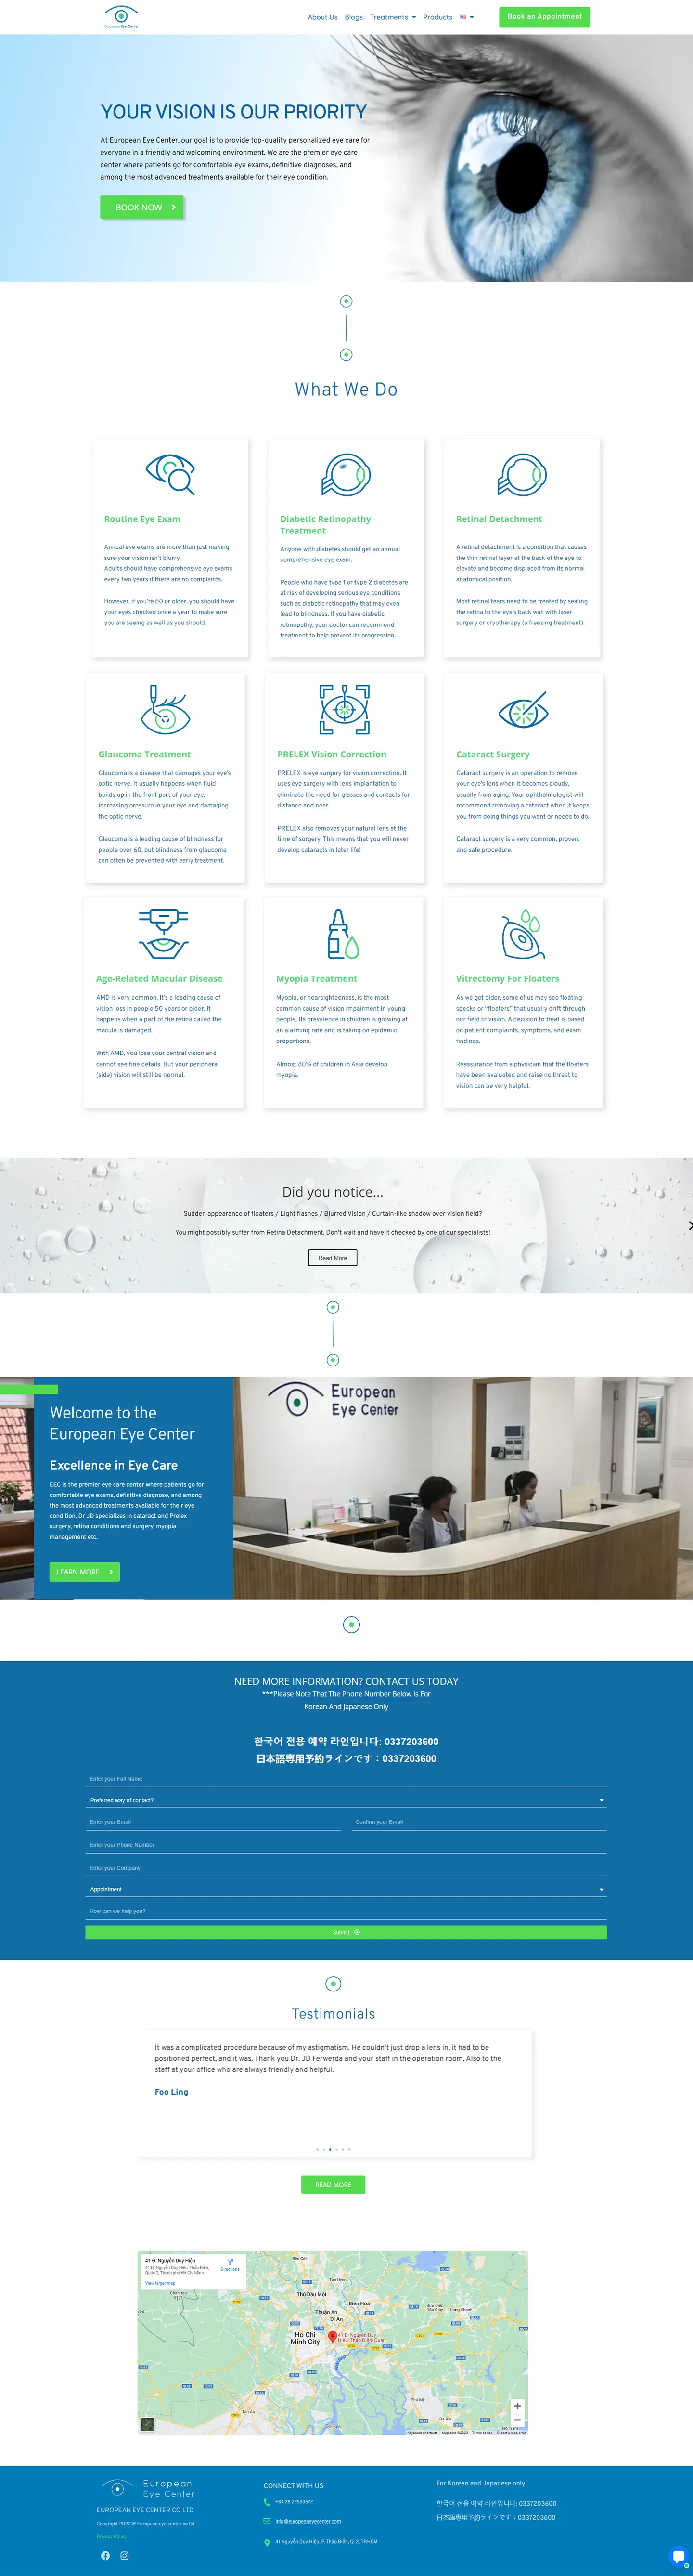 European Eye Center
About Us Blogs Treatments Products
Book an Appointment
YOUR VISION IS OUR PRIORITY
At European Eye Center, our goal is to provide top-quality personalized eye care for
everyone in a friendly and welcoming environment. We are the premier eye care
center where patients go for comfortable eye exams, definitive diagnoses, and
among the most advanced treatments available for their eye condition.
BOOK NOW
What We Do
Routine Eye Exam
Annual eye exams are more than just making
sure your vision isn't blurry.
Adults should have comprehensive eye exams
every two years if there are no complaints.
However, if you're 60 or older, you should have
your eyes checked once a year to make sure
you are seeing as well as you should.
Diabetic Retinopathy
Treatment
Anyone with diabetes should get an annual
comprehensive eye exam.
People who have type 1 or type 2 diabetes are
at risk of developing serious eye conditions
such as diabetic retinopathy that may even
lead to blindness. If you have diabetic
retinopathy, your doctor can recommend
treatment to help prevent its progression.
Retinal Detachment
A retinal detachment is a condition that causes
the thin retinal layer at the back of the eye to
elevate and become displaced from its normal
anatomical position.
Most retinal tears need to be treated by sealing
the retina to the eye's back wall with laser
surgery or cryotherapy (a freezing treatment).
Glaucoma Treatment
Glaucoma is a disease that damages your eye's
optic nerve. It usually happens when fluid
builds up in the front part of your eye,
increasing pressure in your eye and damaging
the optic nerve.
Glaucoma is a leading cause of blindness for
people over 60, but blindness from glaucoma
can often be prevented with early treatment.
PRELEX Vision Correction
PRELEX is eye surgery for vision correction. It
uses eye surgery with lens implantation to
eliminate the need for glasses and contacts for
distance and near.
PRELEX also removes your natural lens at the
time of surgery. This means that you will never
develop cataracts in later life!
Cataract Surgery
Cataract surgery is an operation to remove
your eye's lens when it becomes cloudy,
usually from aging. Your ophthalmologist will
recommend removing a cataract when it keeps
you from doing things you want or needs to do.
Cataract surgery is a very common, proven,
and safe procedure.
Age-Related Macular Disease
AMD is very common. It's a leading cause of
vision loss in people 50 years or older. It
happens when a part of the retina called the
macula is damaged.
With AMD, you lose your central vision and
cannot see fine details. But your peripheral
(side) vision will still be normal.
Myopia Treatment
Myopia, or nearsightedness, is the most
common cause of vision impairment in young
people. Its prevalence in children is growing at
an alarming rate and is taking on epidemic
proportions.
Almost 80% of children in Asia develop
myopia.
Vitrectomy For Floaters
As we get older, some of us may see floating
specks or "floaters" that usually drift through
our field of vision. A decision to treat is based
on patient complaints, symptoms, and exam
findings.
Reassurance from a physician that the floaters
have been evaluated and raise no threat to
vision can be very helpful.
Did you notice...
Sudden appearance of floaters / Light flashes / Blurred Vision / Curtain-like shadow over vision field?
You might possibly suffer from Retina Detachment. Don't wait and have it checked by one of our specialists!
Read More
Welcome to the
European Eye Center
Excellence in Eye Care
EEC is the premier eye care center where patients go for
comfortable eye exams, definitive diagnose, and among
the most advanced treatments available for their eye
condition. Dr JD specializes in cataract and Prelex
surgery, retina conditions and surgery, myopia
management etc.
LEARN MORE
European
Eye Center
NEED MORE INFORMATION? CONTACT US TODAY
***Please Note That The Phone Number Below Is For
Korean And Japanese Only
한국어 전용 예약 라인입니다: 0337203600
日本語専用予約ラインです：0337203600
Enter your Full Name
Preferred way of contact?
Enter your Email
Confirm your Email
Enter your Phone Number
Enter your Company
Appointment
How can we help you?
Submit
Testimonials
It was a complicated procedure because of my astigmatism. He couldn't just drop a lens in, it had to be
positioned perfect, and it was. Thank you Dr. JD Ferwerda and your staff in the operation room. Also to the
staff at your office who are always friendly and helpful.
Foo Ling
READ MORE
41 Đ. Nguyễn Duy Hiệu
41 Đ. Nguyễn Duy Hiệu, Thảo Điền,
Quận 2, Thành phố Hồ Chí Minh
Directions
View larger map
Thủ Dầu Một
Thuận An
Dĩ An
Bien Hoa
Ho Chi
Minh City
41 Đ. Nguyễn Duy
Hiệu, Thảo Điền, Quận
Tan An
Keyboard shortcuts Map data ©2023 Terms of Use Report a map error
European
Eye Center
EUROPEAN EYE CENTER CO LTD
Copyright 2022 @ European eye center co ltd
Privacy Policy
CONNECT WITH US
+84 28 22533372
info@europeaneyecenter.com
41 Nguyễn Duy Hiệu, P. Thảo Điền, Q. 2, TP.HCM
For Korean and Japanese only
한국어 전용 예약 라인입니다: 0337203600
日本語専用予約ラインです：0337203600